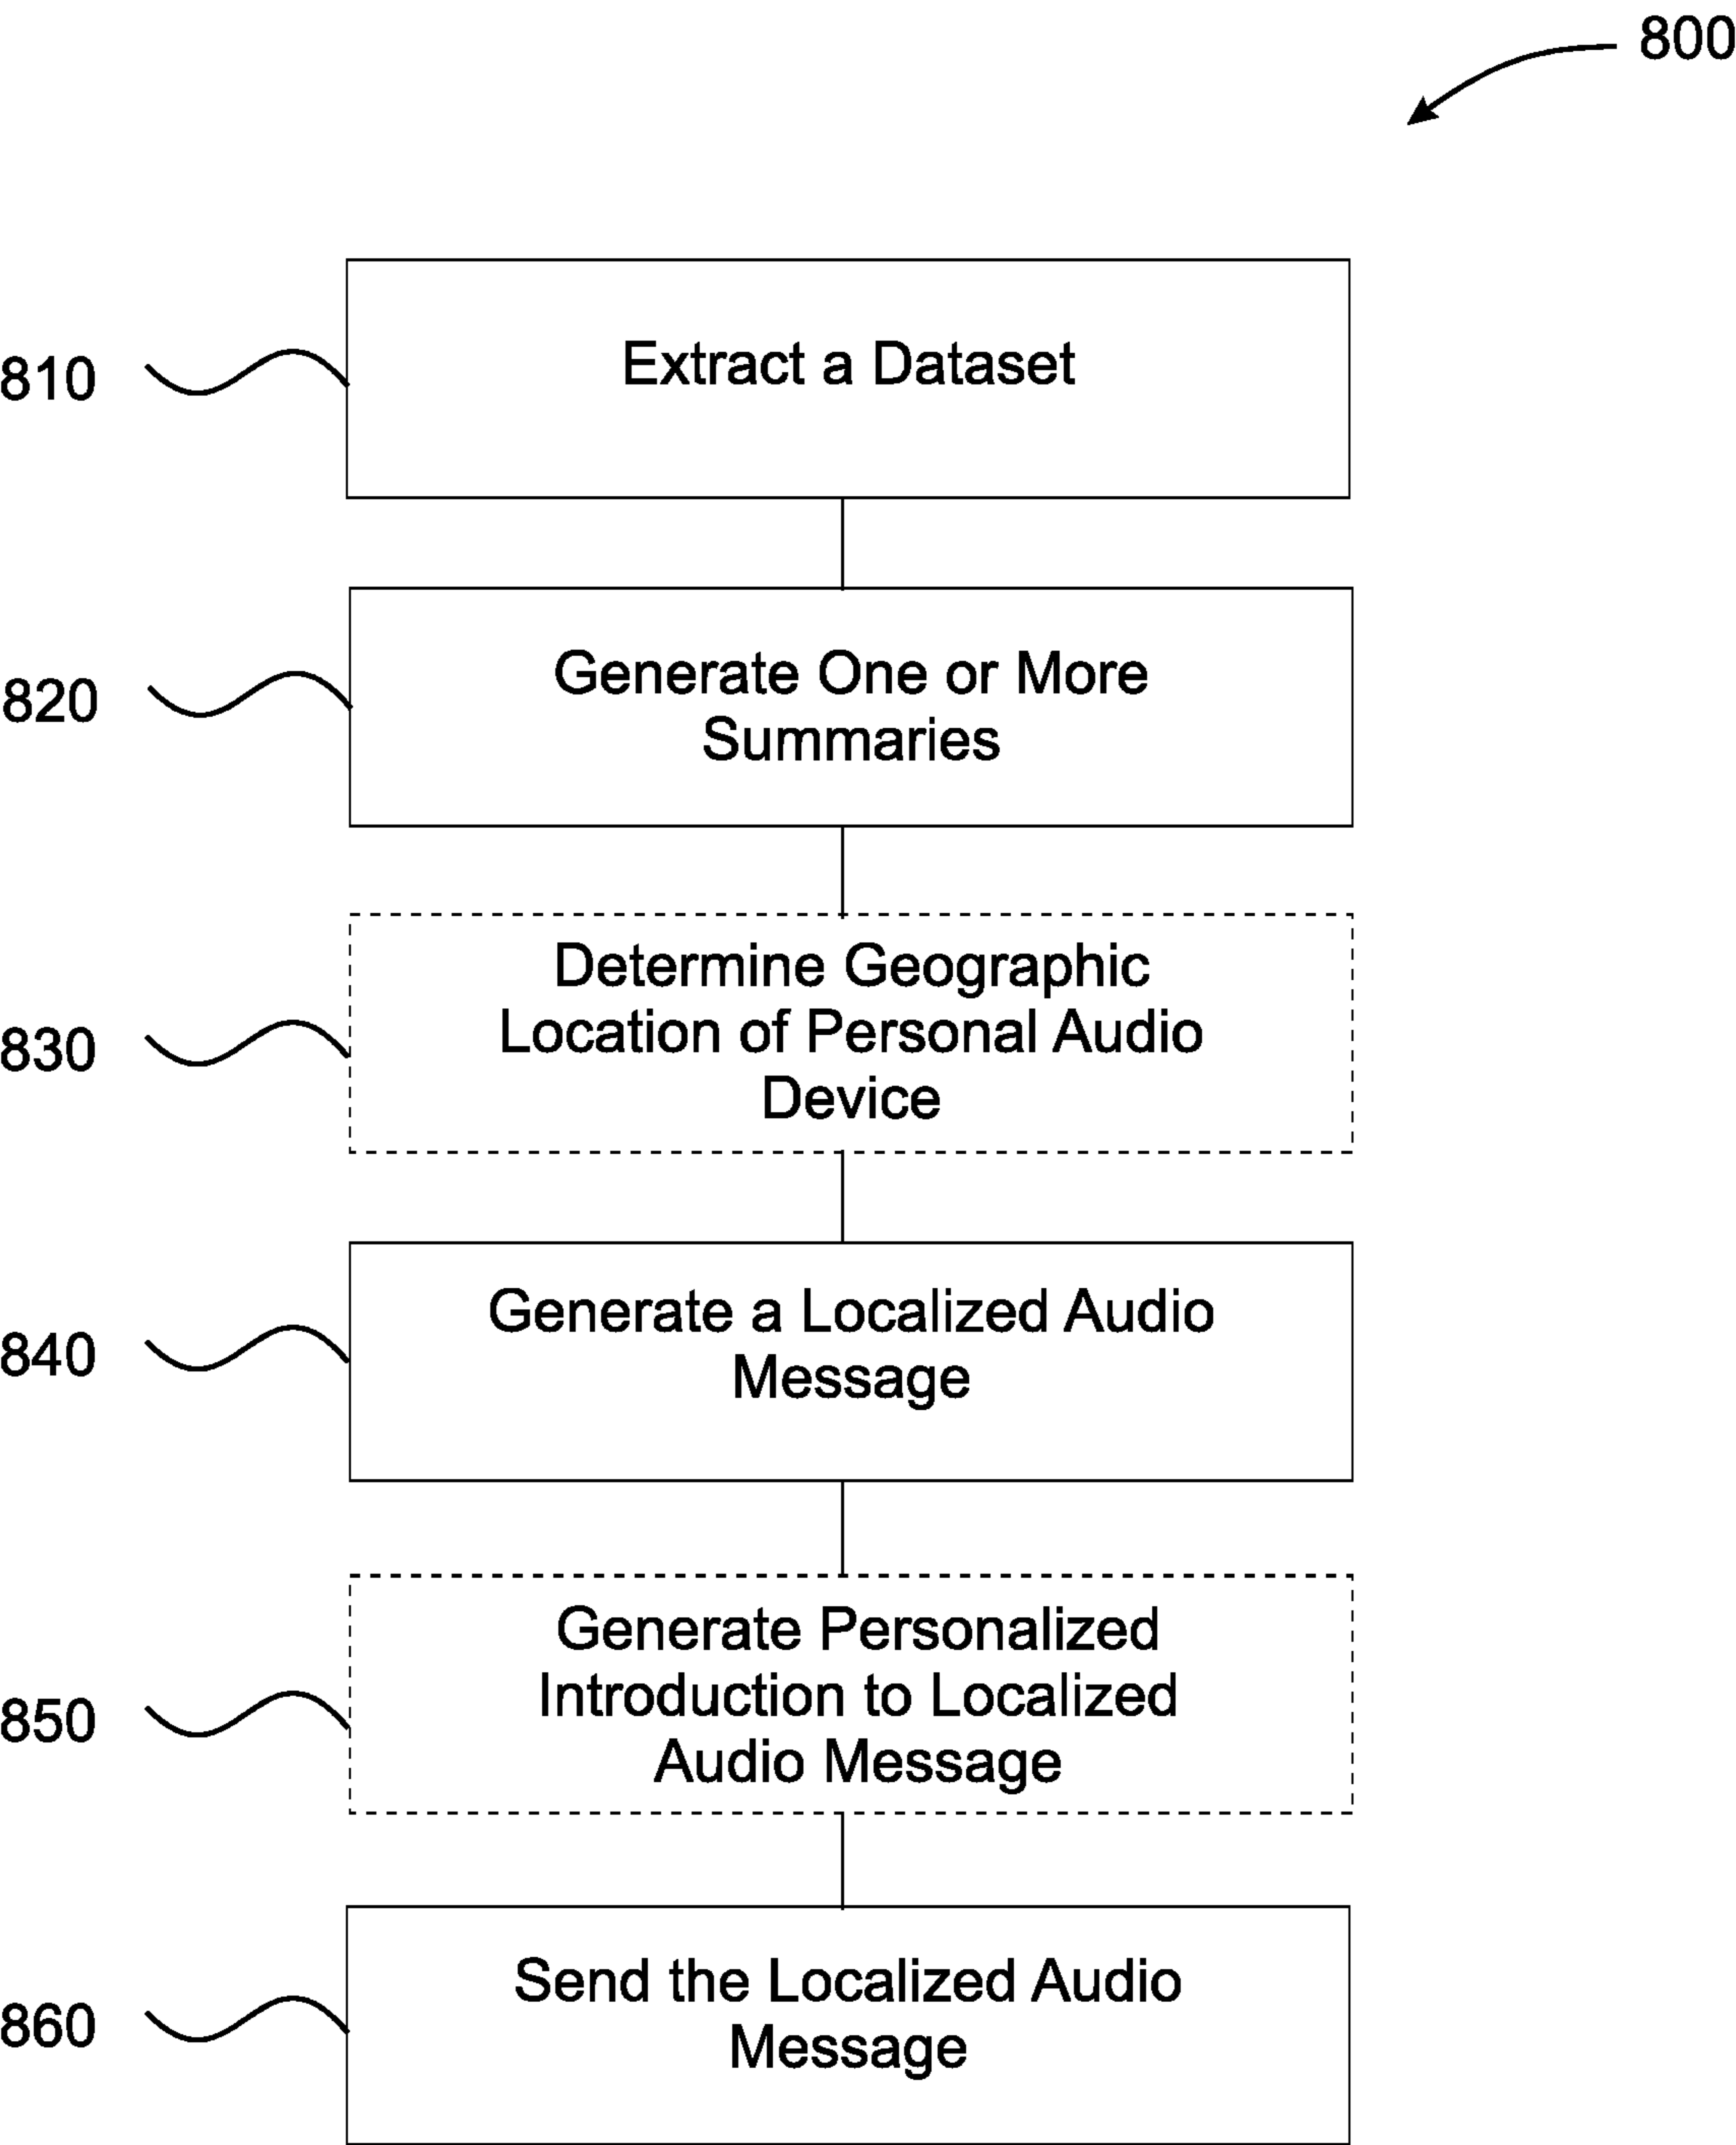 800
810
Extract a Dataset
820
Generate One or More
Summaries
830
Determine Geographic
Location of Personal Audio
Device
840
Generate a Localized Audio
Message
850
Generate Personalized
Introduction to Localized
Audio Message
860
Send the Localized Audio
Message